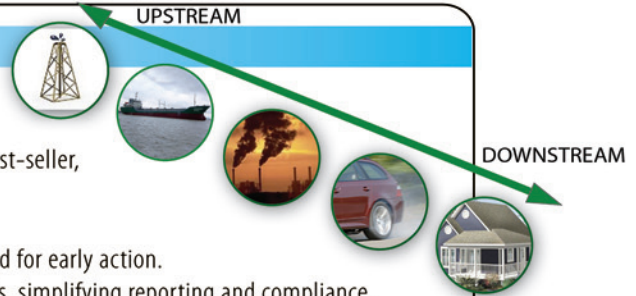 UPSTREAM
st-seller,
DOWNSTREAM
d for early action.
s, simplifying reporting and compliance